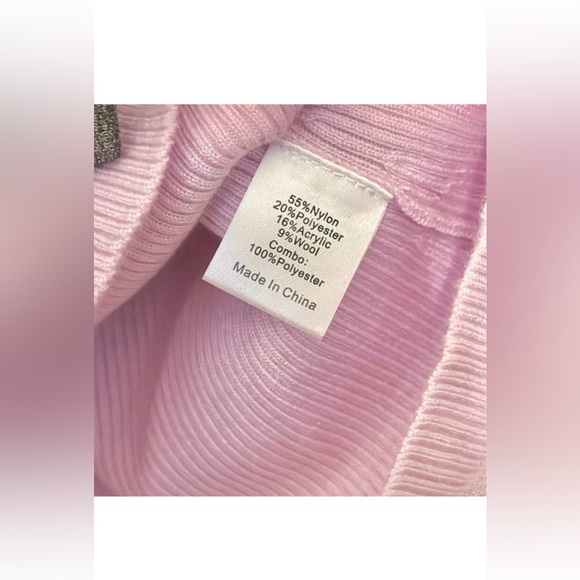 55%Nylon
20%Polyester
16%Acrylic
9%Wool
Combo:
100%Polyester
Made In China